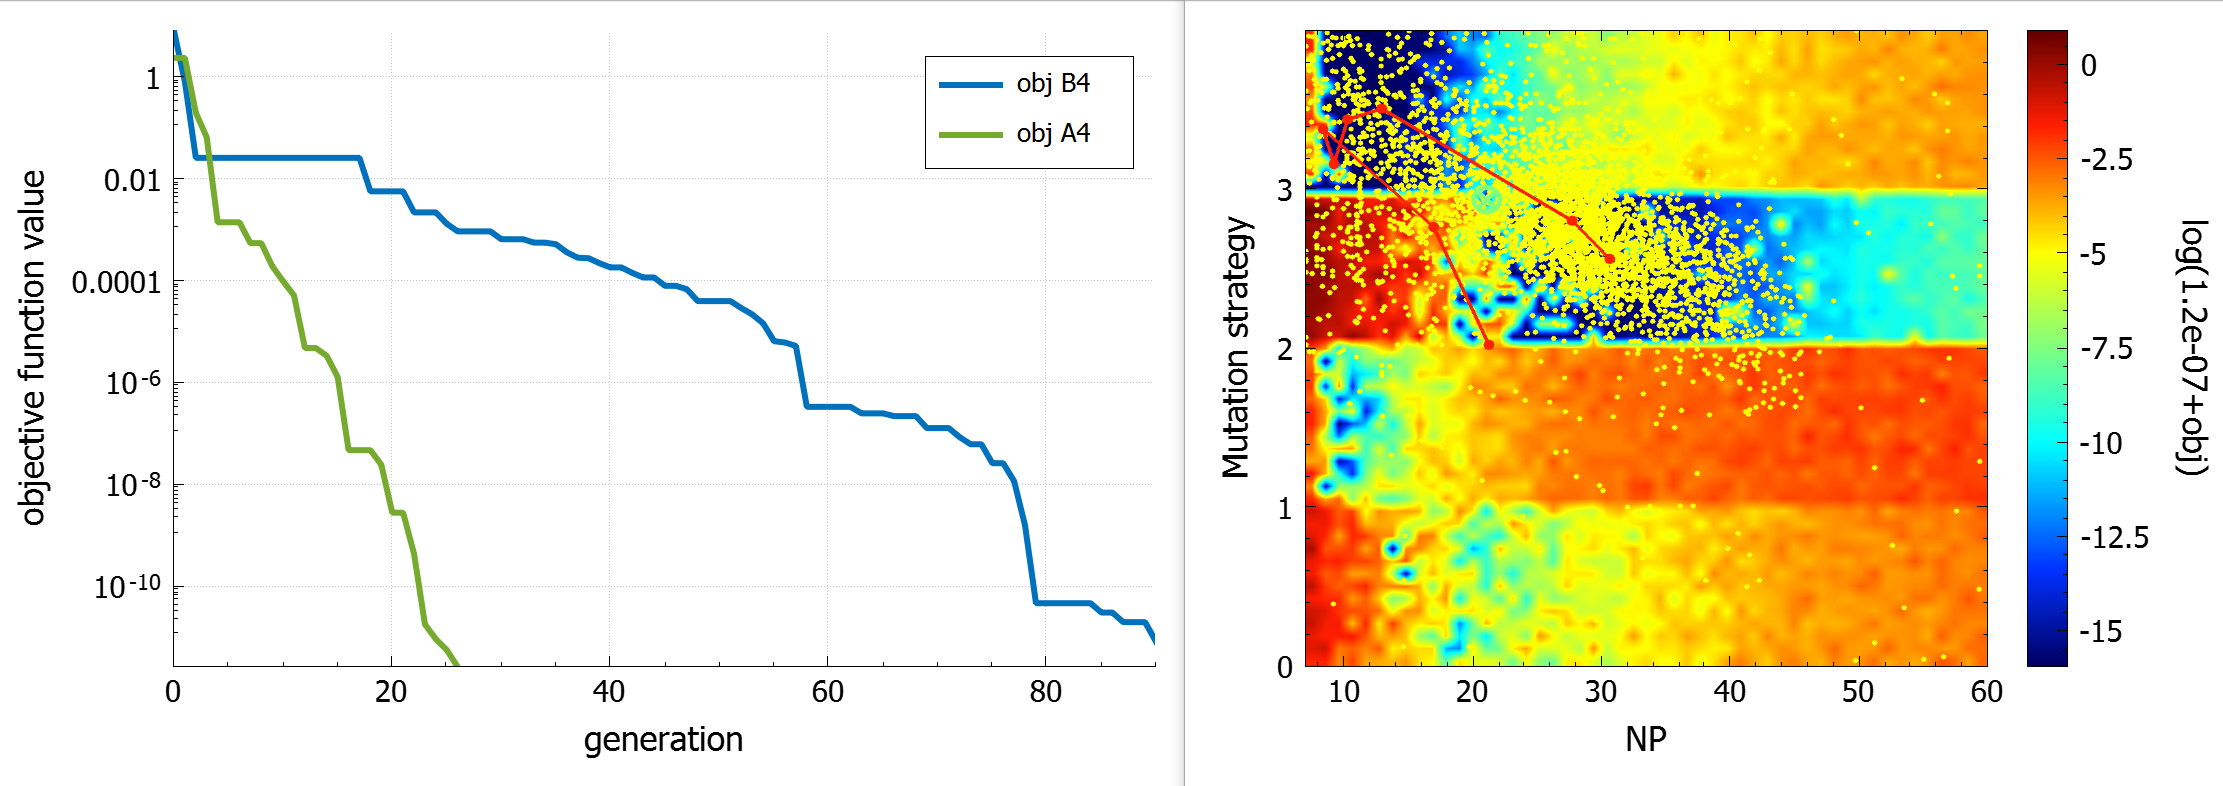 objective function value
1
0.01
0.0001
10⁻⁶
10⁻⁸
10⁻¹⁰
0 20 40 60 80
generation
obj B4
obj A4
Mutation strategy
3
2
1
0
10 20 30 40 50 60
NP
0
-2.5
-5
-7.5
-10
-12.5
-15
log(1.2e-07+obj)